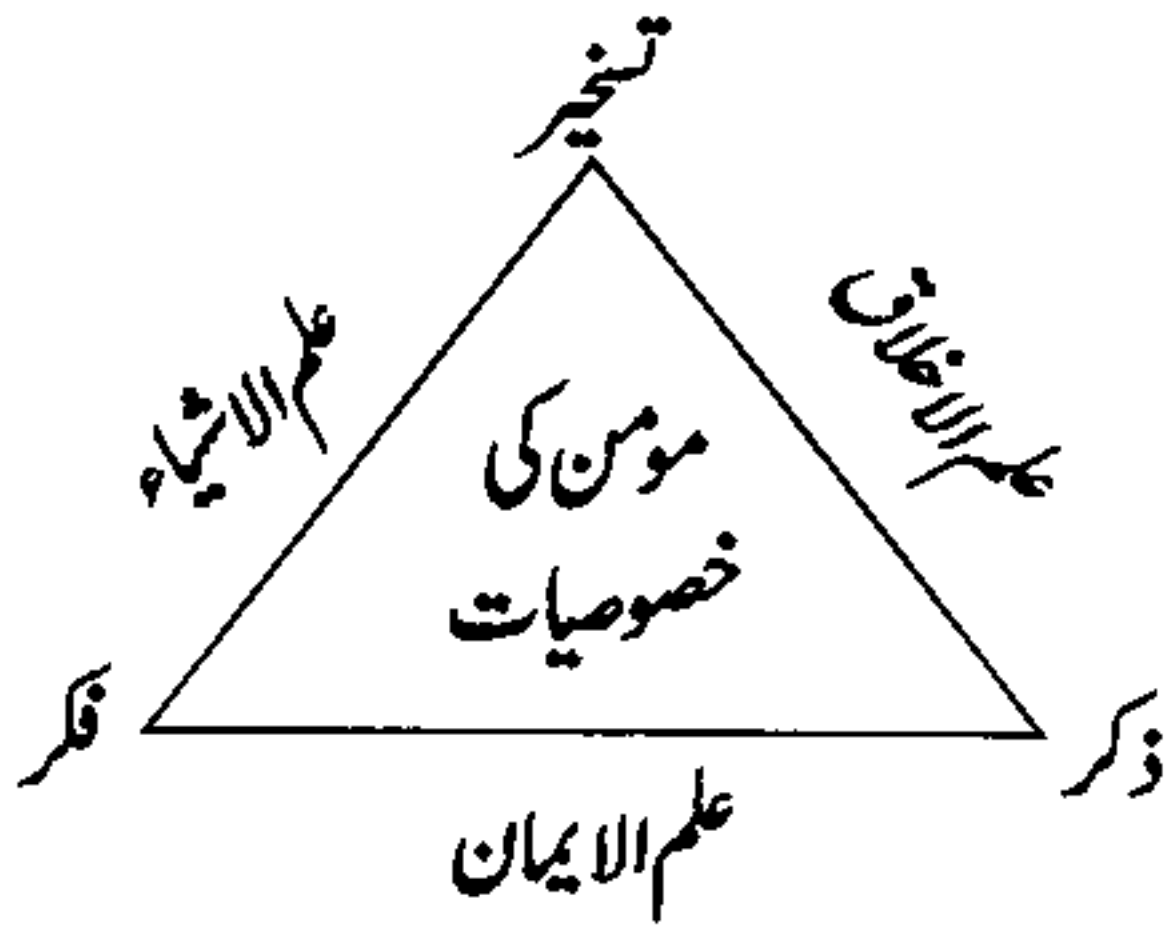 تسخیر
علم الاخلاق
علم الاشیاء
مومن کی
خصوصیات
ذکر
فکر
علم الایمان